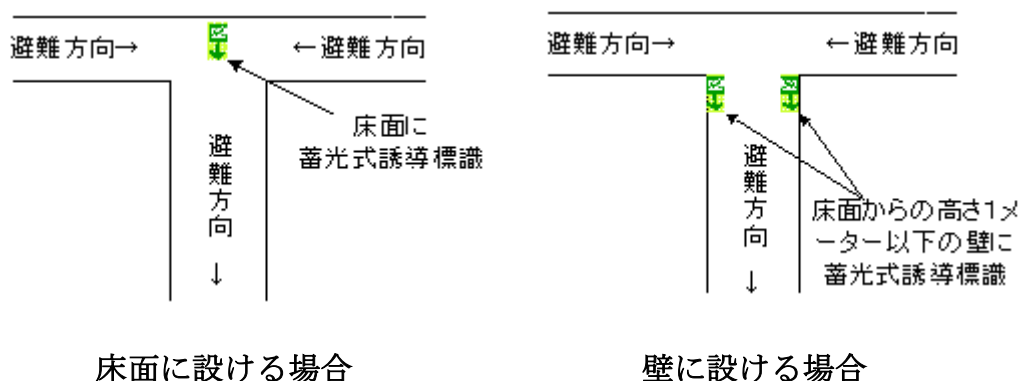 避難方向→
←避難方向
床面に
蓄光式誘導標識
避難方向
↓
床面に設ける場合
避難方向→
←避難方向
避難方向
↓
床面からの高さ1メ
ーター以下の壁に
蓄光式誘導標識
壁に設ける場合